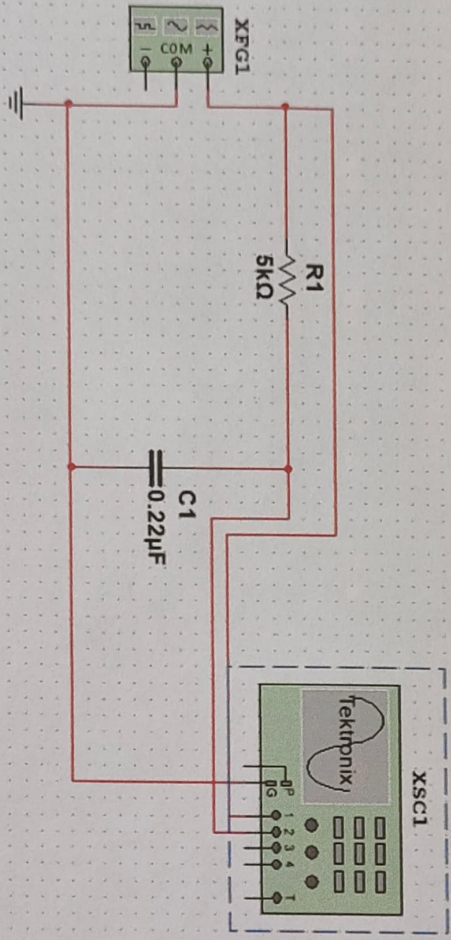 XFG1
COM
+
−
R1
5kΩ
C1
0.22µF
XSC1
Tektronix
P
G
1
2
3
4
T